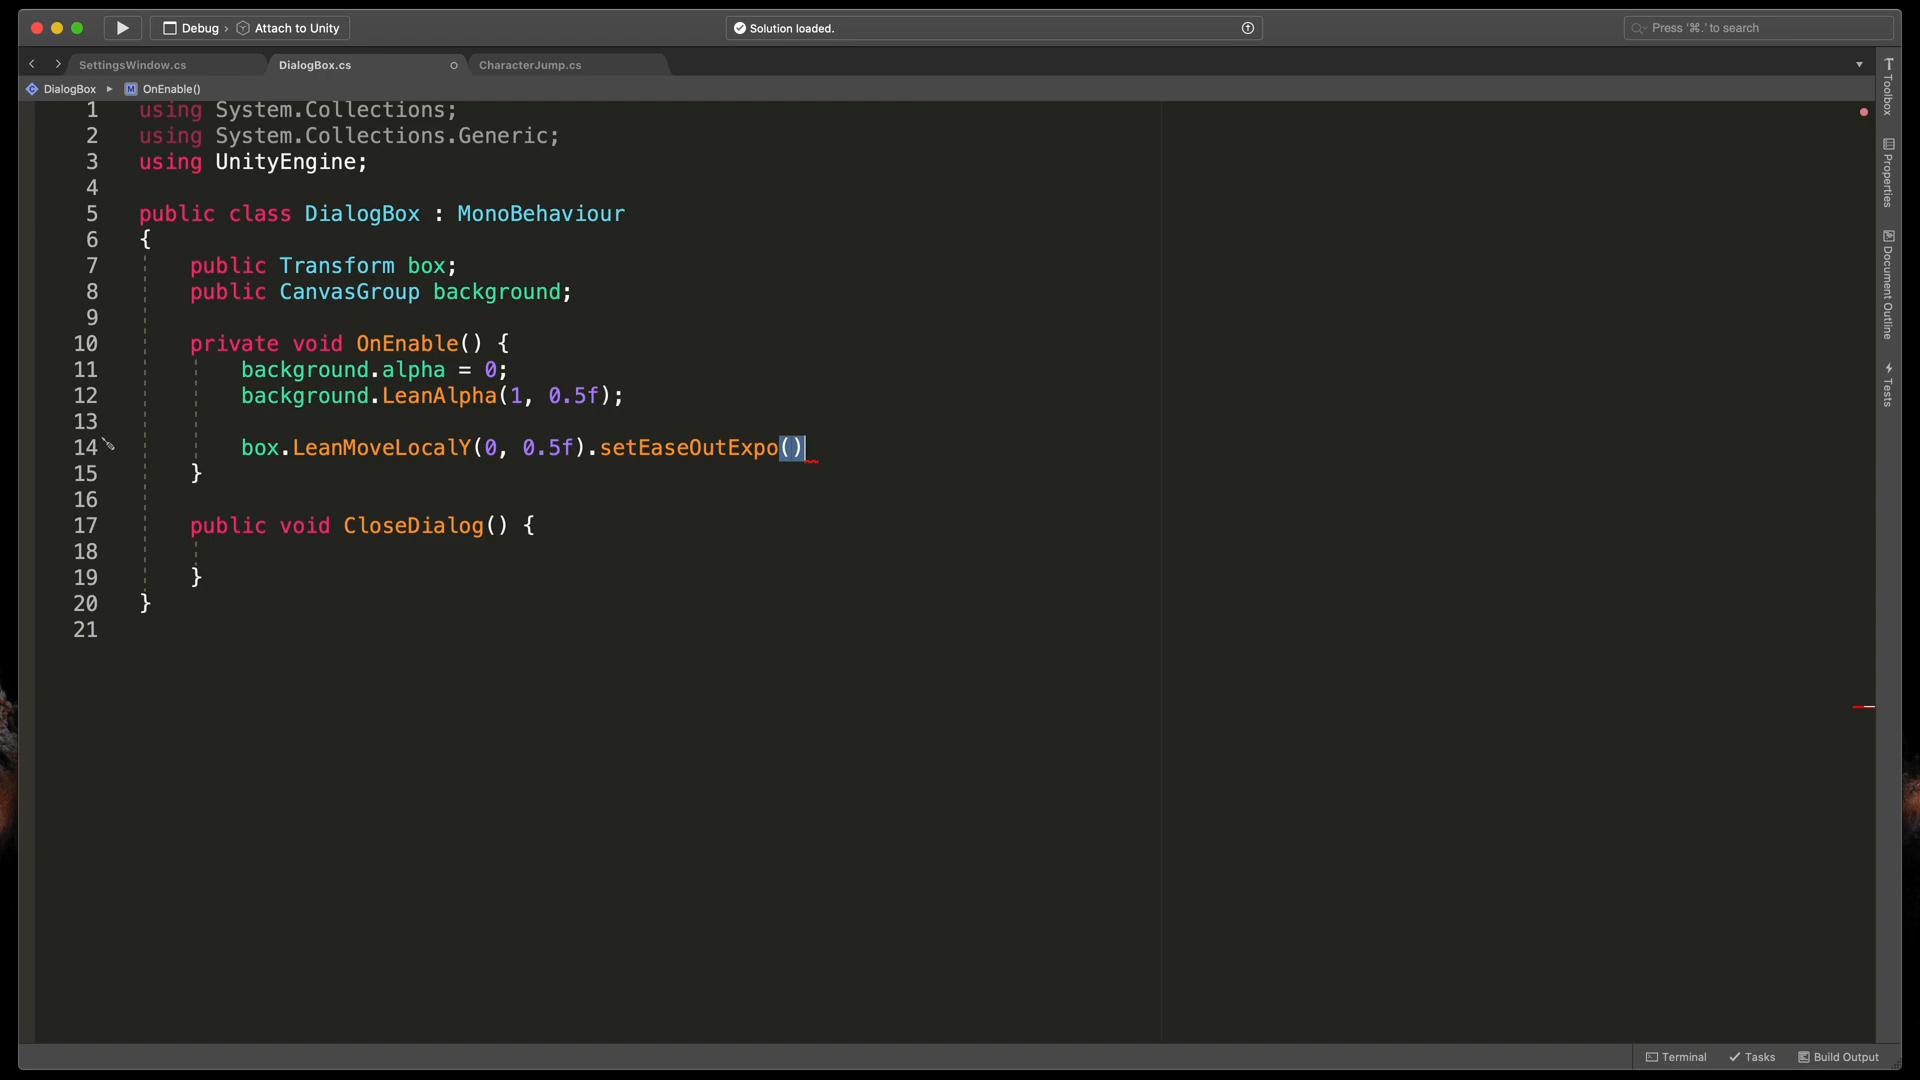 Debug › Attach to Unity
Solution loaded.
Press '⌘.' to search
SettingsWindow.cs
DialogBox.cs
CharacterJump.cs
DialogBox ▸ M OnEnable()
1 using System.Collections;
2 using System.Collections.Generic;
3 using UnityEngine;
4
5 public class DialogBox : MonoBehaviour
6 {
7     public Transform box;
8     public CanvasGroup background;
9
10     private void OnEnable() {
11         background.alpha = 0;
12         background.LeanAlpha(1, 0.5f);
13
14         box.LeanMoveLocalY(0, 0.5f).setEaseOutExpo()
15     }
16
17     public void CloseDialog() {
18
19     }
20 }
21
Toolbox
Properties
Document Outline
Tests
Terminal
Tasks
Build Output